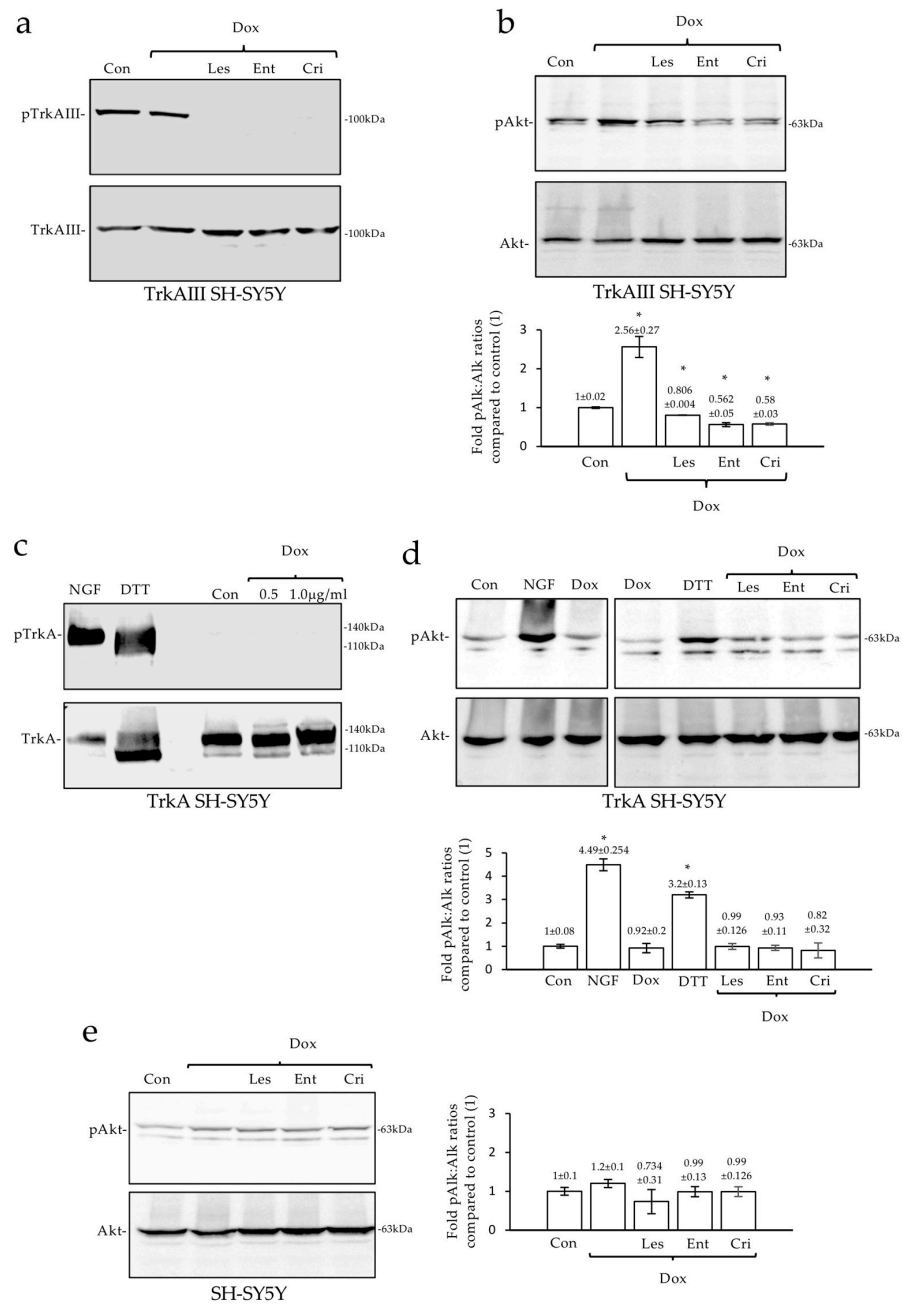 a
Dox
Con Les Ent Cri
pTrkAIII-
-100kDa
TrkAIII-
-100kDa
TrkAIII SH-SY5Y
b
Dox
Con Les Ent Cri
pAkt-
-63kDa
Akt-
-63kDa
TrkAIII SH-SY5Y
Fold pAlk:Alk ratios
compared to control (1)
3
2
1
0
1±0.02
*
2.56±0.27
*
0.806
±0.004
*
0.562
±0.05
*
0.58
±0.03
Con Les Ent Cri
Dox
c
Dox
NGF DTT Con 0.5 1.0µg/ml
pTrkA-
-140kDa
-110kDa
TrkA-
-140kDa
-110kDa
TrkA SH-SY5Y
d
Dox
Con NGF Dox Dox DTT Les Ent Cri
pAkt-
-63kDa
Akt-
-63kDa
TrkA SH-SY5Y
Fold pAlk:Alk ratios
compared to control (1)
5
4
3
2
1
0
1±0.08
*
4.49±0.254
0.92±0.2
*
3.2±0.13
0.99
±0.126
0.93
±0.11
0.82
±0.32
Con NGF Dox DTT Les Ent Cri
Dox
e
Dox
Con Les Ent Cri
pAkt-
-63kDa
Akt-
-63kDa
SH-SY5Y
Fold pAlk:Alk ratios
compared to control (1)
3
2
1
0
1±0.1
1.2±0.1
0.734
±0.31
0.99
±0.13
0.99
±0.126
Con Les Ent Cri
Dox